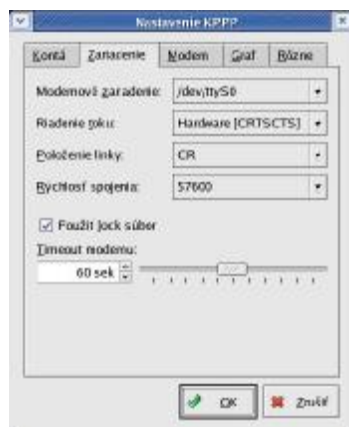 Nastavenie KPPP
Kontá Zariadenie Modem Graf Rôzne
Modemové zariadenie: /dev/ttyS0
Riadenie toku: Hardware [CRTSCTS]
Položenie linky: CR
Rýchlosť spojenia: 57600
Použiť lock súbor
Timeout modemu:
60 sek
OK Zrušiť